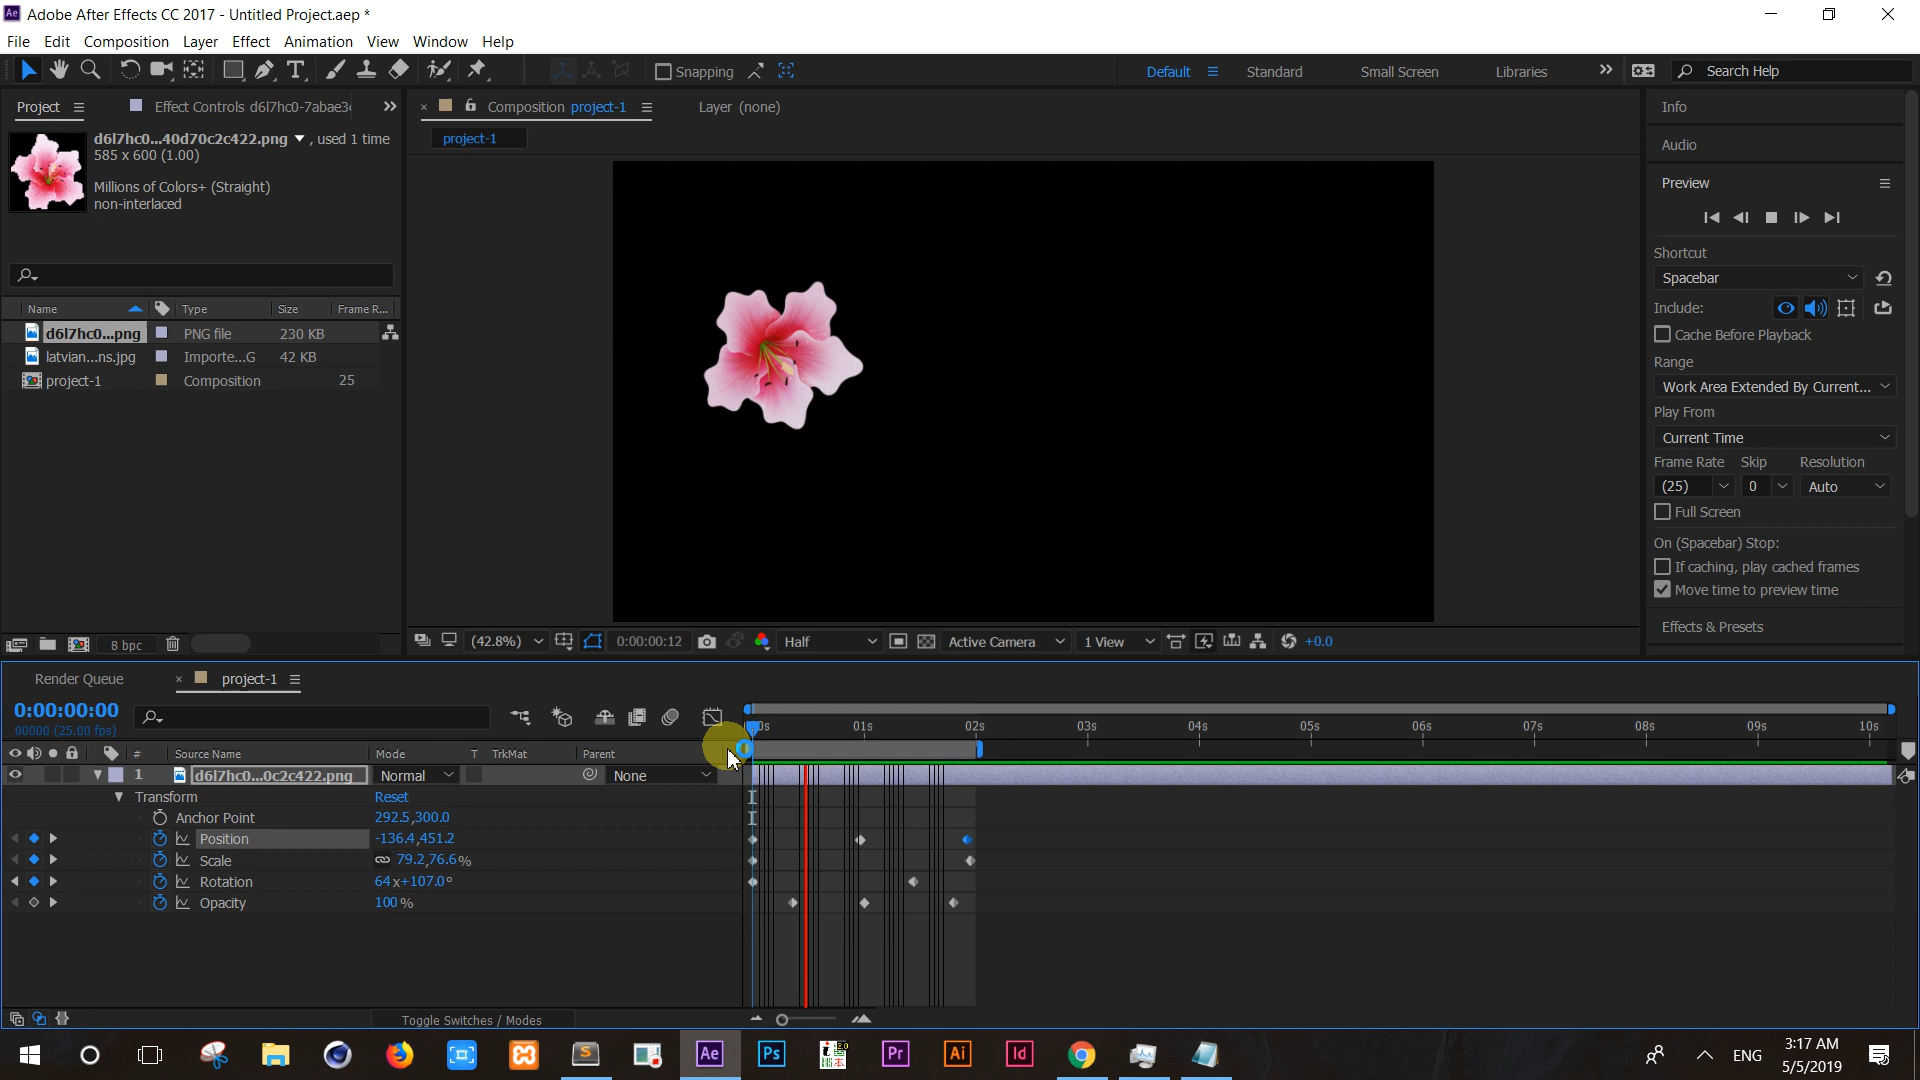 Adobe After Effects CC 2017 - Untitled Project.aep *
File Edit Composition Layer Effect Animation View Window Help
Snapping
Default Standard Small Screen Libraries Search Help
Project Effect Controls d6l7hc0-7abae3
Composition project-1 Layer (none)
Info
d6l7hc0...40d70c2c422.png , used 1 time
585 x 600 (1.00)
Millions of Colors+ (Straight)
non-interlaced
project-1
Audio
Preview
Shortcut
Spacebar
Include:
Cache Before Playback
Range
Work Area Extended By Current...
Play From
Current Time
Frame Rate Skip Resolution
(25) 0 Auto
Full Screen
On (Spacebar) Stop:
If caching, play cached frames
Move time to preview time
Effects & Presets
Name Type Size Frame R...
d6l7hc0...png PNG file 230 KB
latvian...ns.jpg Importe...G 42 KB
project-1 Composition 25
8 bpc
(42.8%) 0:00:00:12 Half Active Camera 1 View +0.0
Render Queue project-1
0:00:00:00
00000 (25.00 fps)
01s 02s 03s 04s 05s 06s 07s 08s 09s 10s
# Source Name Mode T TrkMat Parent
1 d6l7hc0...0c2c422.png Normal None
Transform Reset
Anchor Point 292.5,300.0
Position -136.4,451.2
Scale 79.2,76.6%
Rotation 64x+107.0°
Opacity 100%
Toggle Switches / Modes
Ae Ps Pr Ai Id
ENG
3:17 AM
5/5/2019